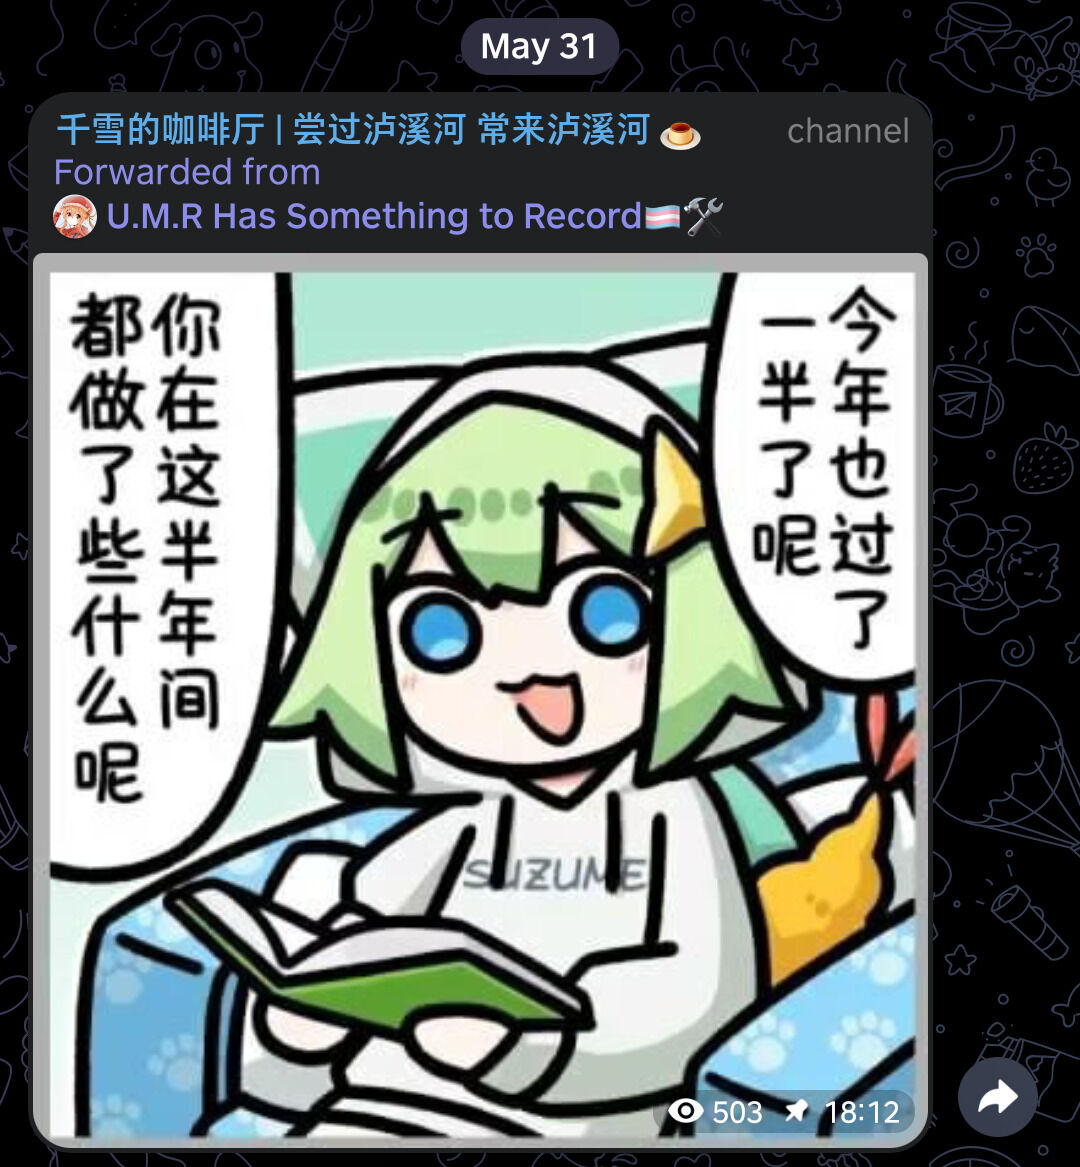 May 31
千雪的咖啡厅 | 尝过泸溪河 常来泸溪河 🍮
channel
Forwarded from
U.M.R Has Something to Record🏳️‍⚧️🛠
今年也过了
一半了呢
你在这半年间
都做了些什么呢
SUZUME
503
18:12